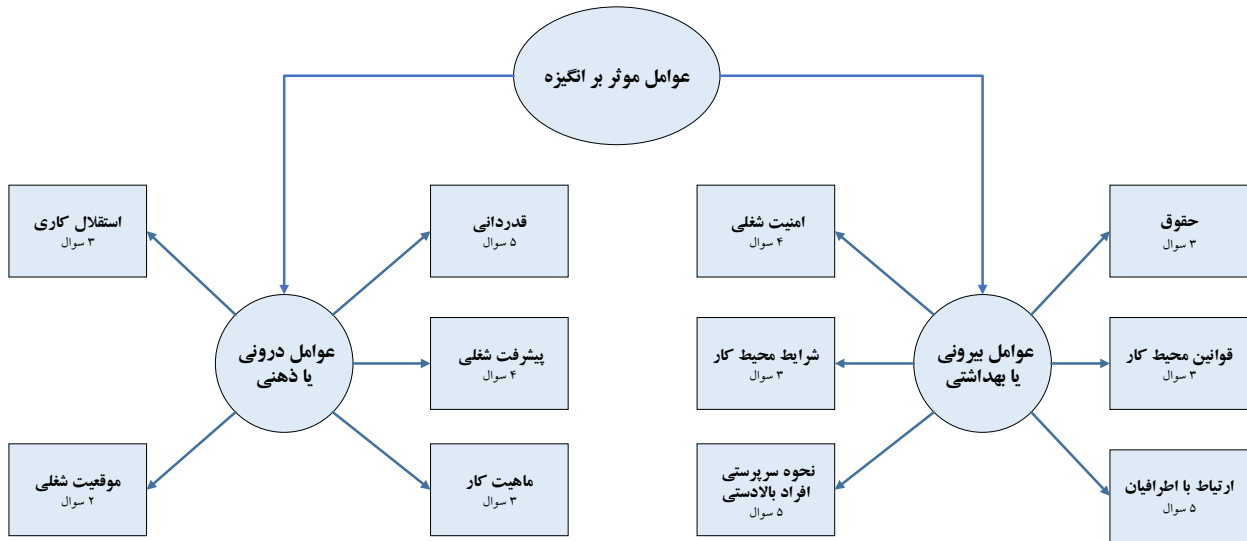 عوامل موثر بر انگیزه
حقوق
۳ سوال
امنیت شغلی
۴ سوال
قدردانی
۵ سوال
استقلال کاری
۳ سوال
عوامل بیرونی
یا بهداشتی
قوانین محیط کار
۳ سوال
شرایط محیط کار
۳ سوال
عوامل درونی
یا ذهنی
پیشرفت شغلی
۴ سوال
ارتباط با اطرافیان
۵ سوال
نحوه سرپرستی
افراد بالادستی
۵ سوال
ماهیت کار
۳ سوال
موقعیت شغلی
۲ سوال